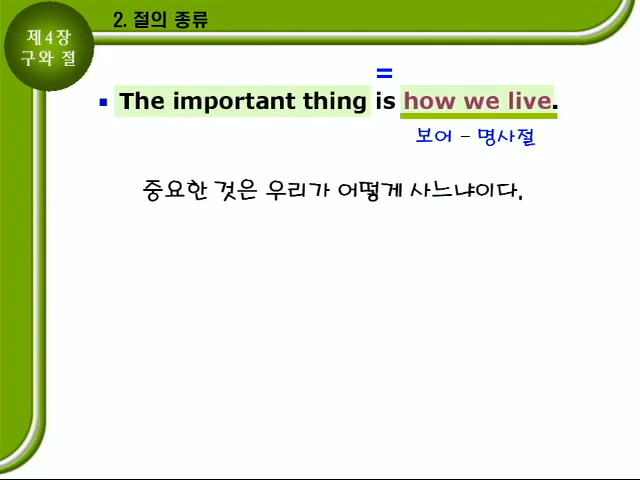 2. 절의 종류
제4장
구와 절
=
▪ The important thing is how we live.
보어 - 명사절
중요한 것은 우리가 어떻게 사느냐이다.